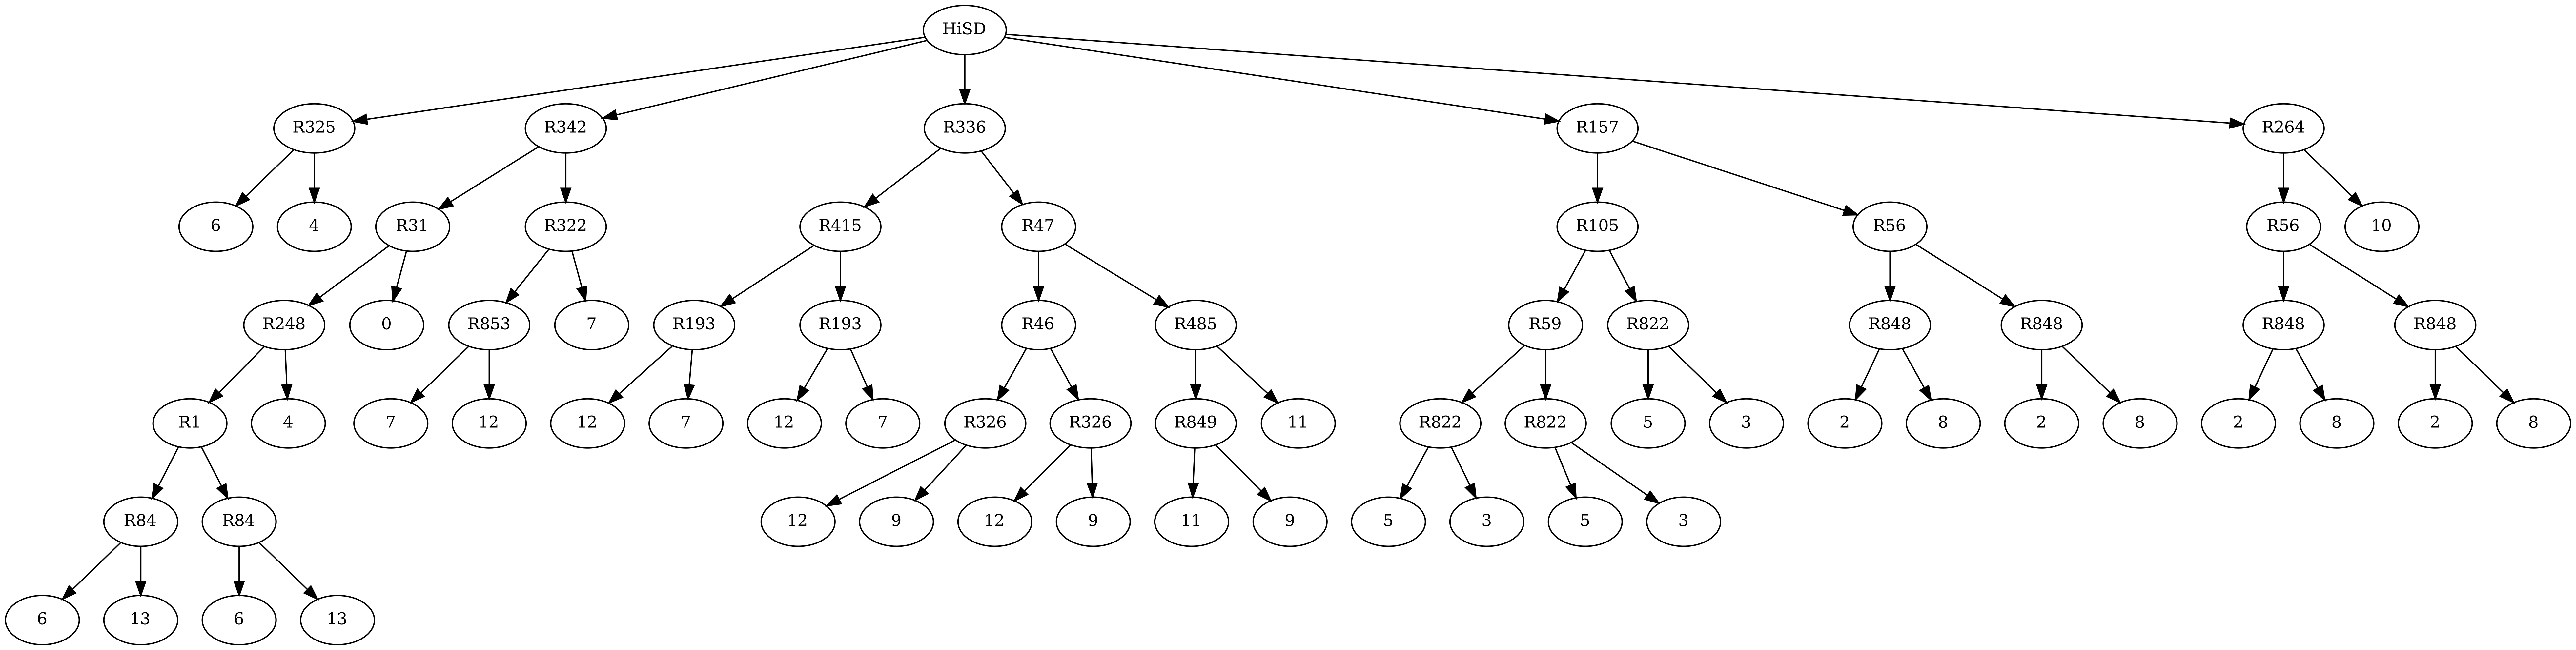 HiSD
R325 R342 R336 R157 R264
6 4 R31 R322 R415 R47 R105 R56 R56 10
R248 0 R853 7 R193 R193 R46 R485 R59 R822 R848 R848 R848 R848
R1 4 7 12 12 7 12 7 R326 R326 R849 11 R822 R822 5 3 2 8 2 8 2 8 2 8
R84 R84 12 9 12 9 11 9 5 3 5 3
6 13 6 13